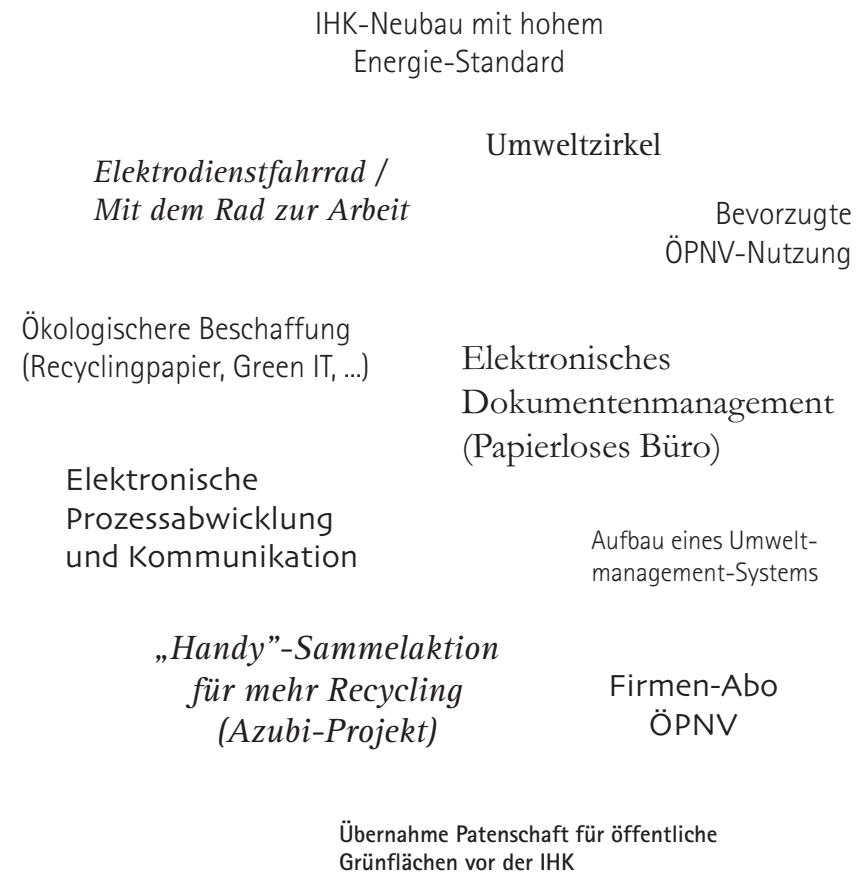 IHK-Neubau mit hohem
Energie-Standard
Umweltzirkel
Elektrodienstfahrrad /
Mit dem Rad zur Arbeit
Bevorzugte
ÖPNV-Nutzung
Ökologischere Beschaffung
(Recyclingpapier, Green IT, ...)
Elektronisches
Dokumentenmanagement
(Papierloses Büro)
Elektronische
Prozessabwicklung
und Kommunikation
Aufbau eines Umwelt-
management-Systems
„Handy”-Sammelaktion
für mehr Recycling
(Azubi-Projekt)
Firmen-Abo
ÖPNV
Übernahme Patenschaft für öffentliche
Grünflächen vor der IHK